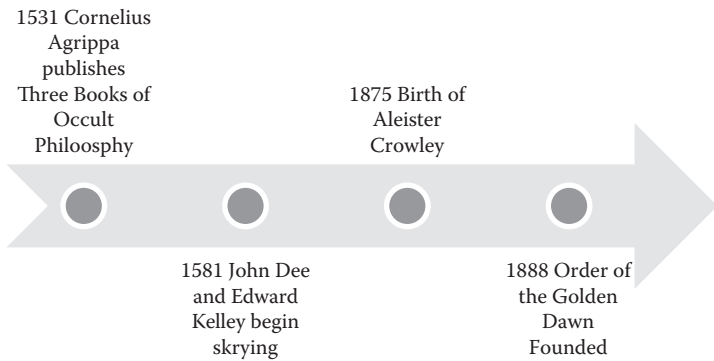 1531 Cornelius
Agrippa
publishes
Three Books of
Occult
Philoosphy
1581 John Dee
and Edward
Kelley begin
skrying
1875 Birth of
Aleister
Crowley
1888 Order of
the Golden
Dawn
Founded